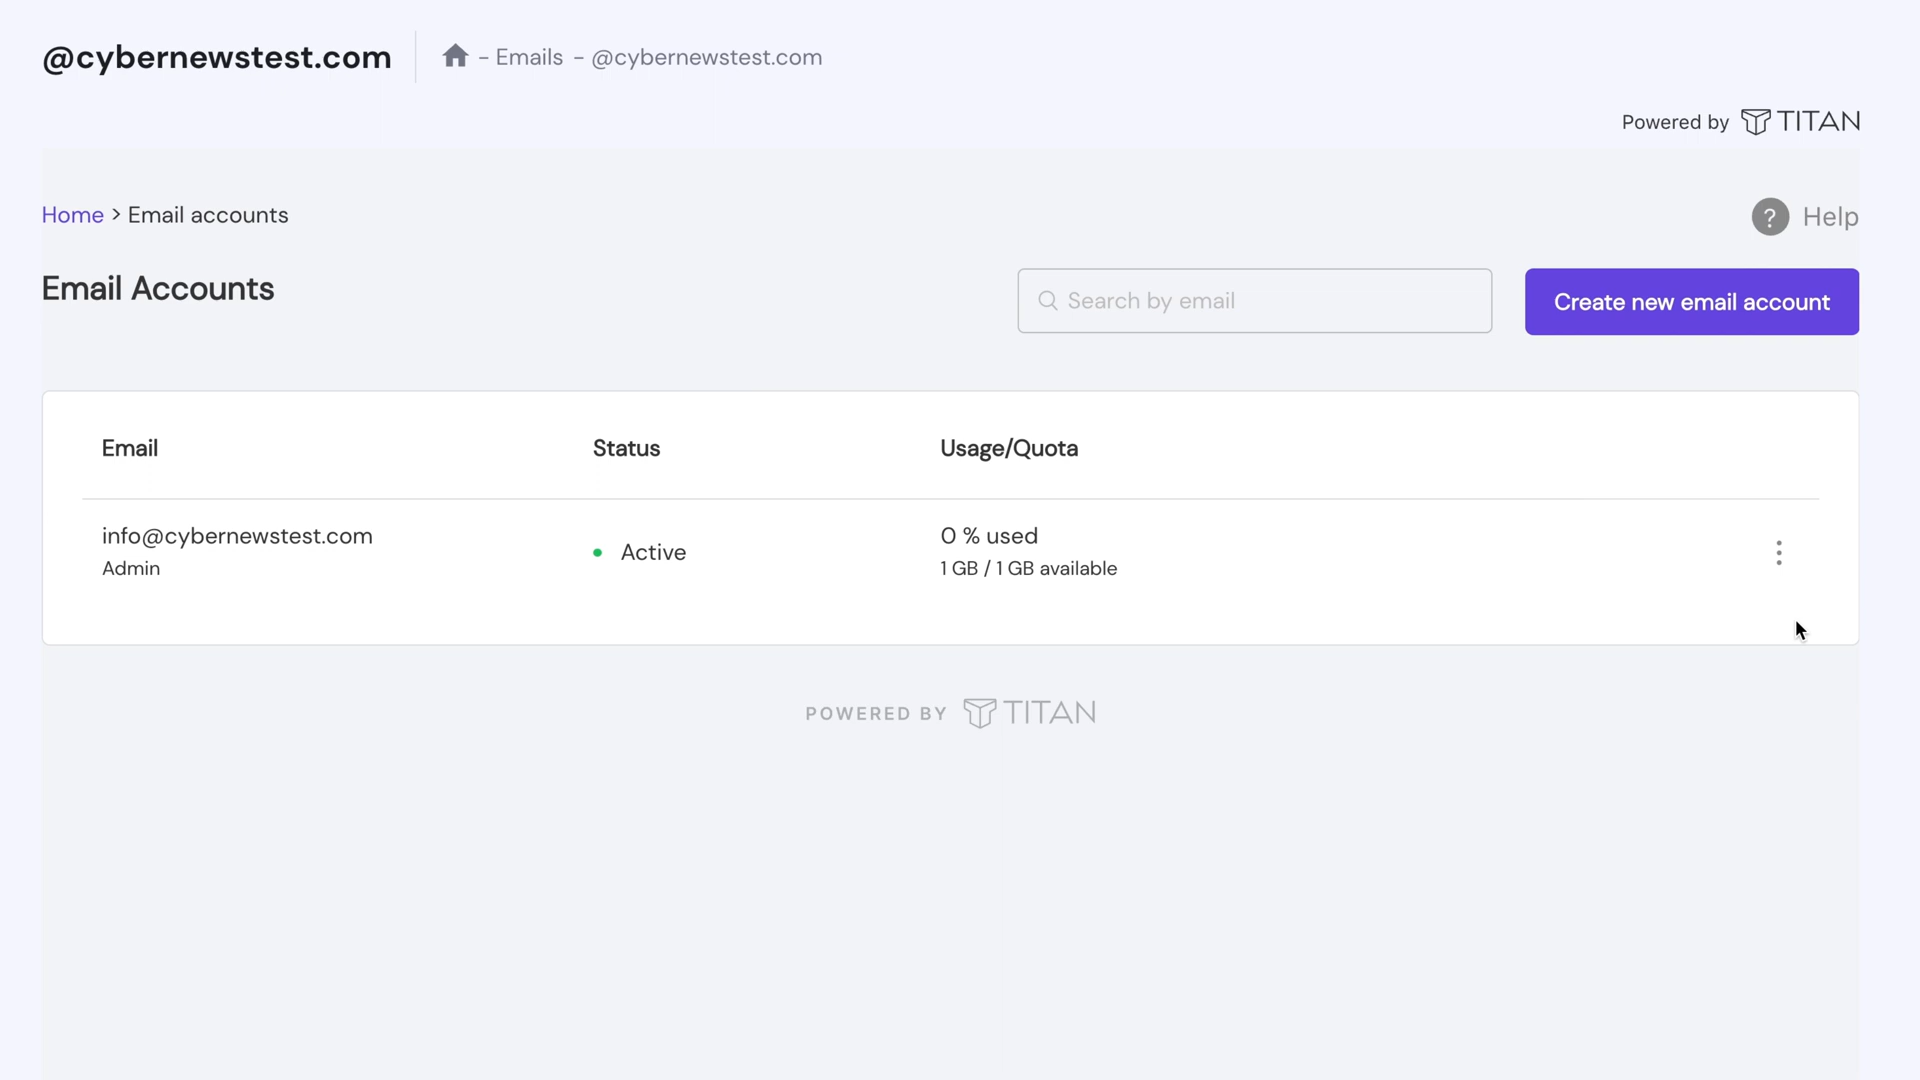 @cybernewstest.com
- Emails - @cybernewstest.com
Powered by TITAN
Home > Email accounts
? Help
Email Accounts
Search by email
Create new email account
Email Status Usage/Quota
info@cybernewstest.com
Admin
Active
0 % used
1 GB / 1 GB available
POWERED BY TITAN